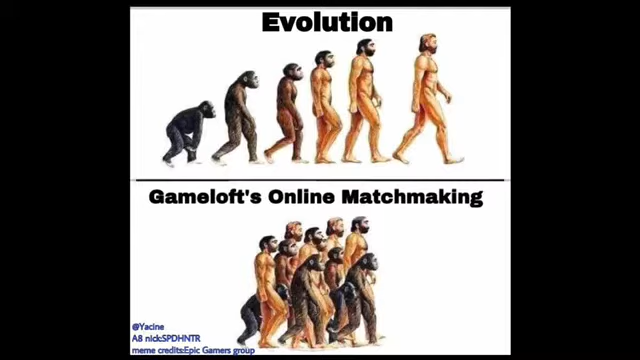 Evolution
Gameloft's Online Matchmaking
@Yacine
A8 nick:SPDHNTR
meme credits:Epic Gamers group